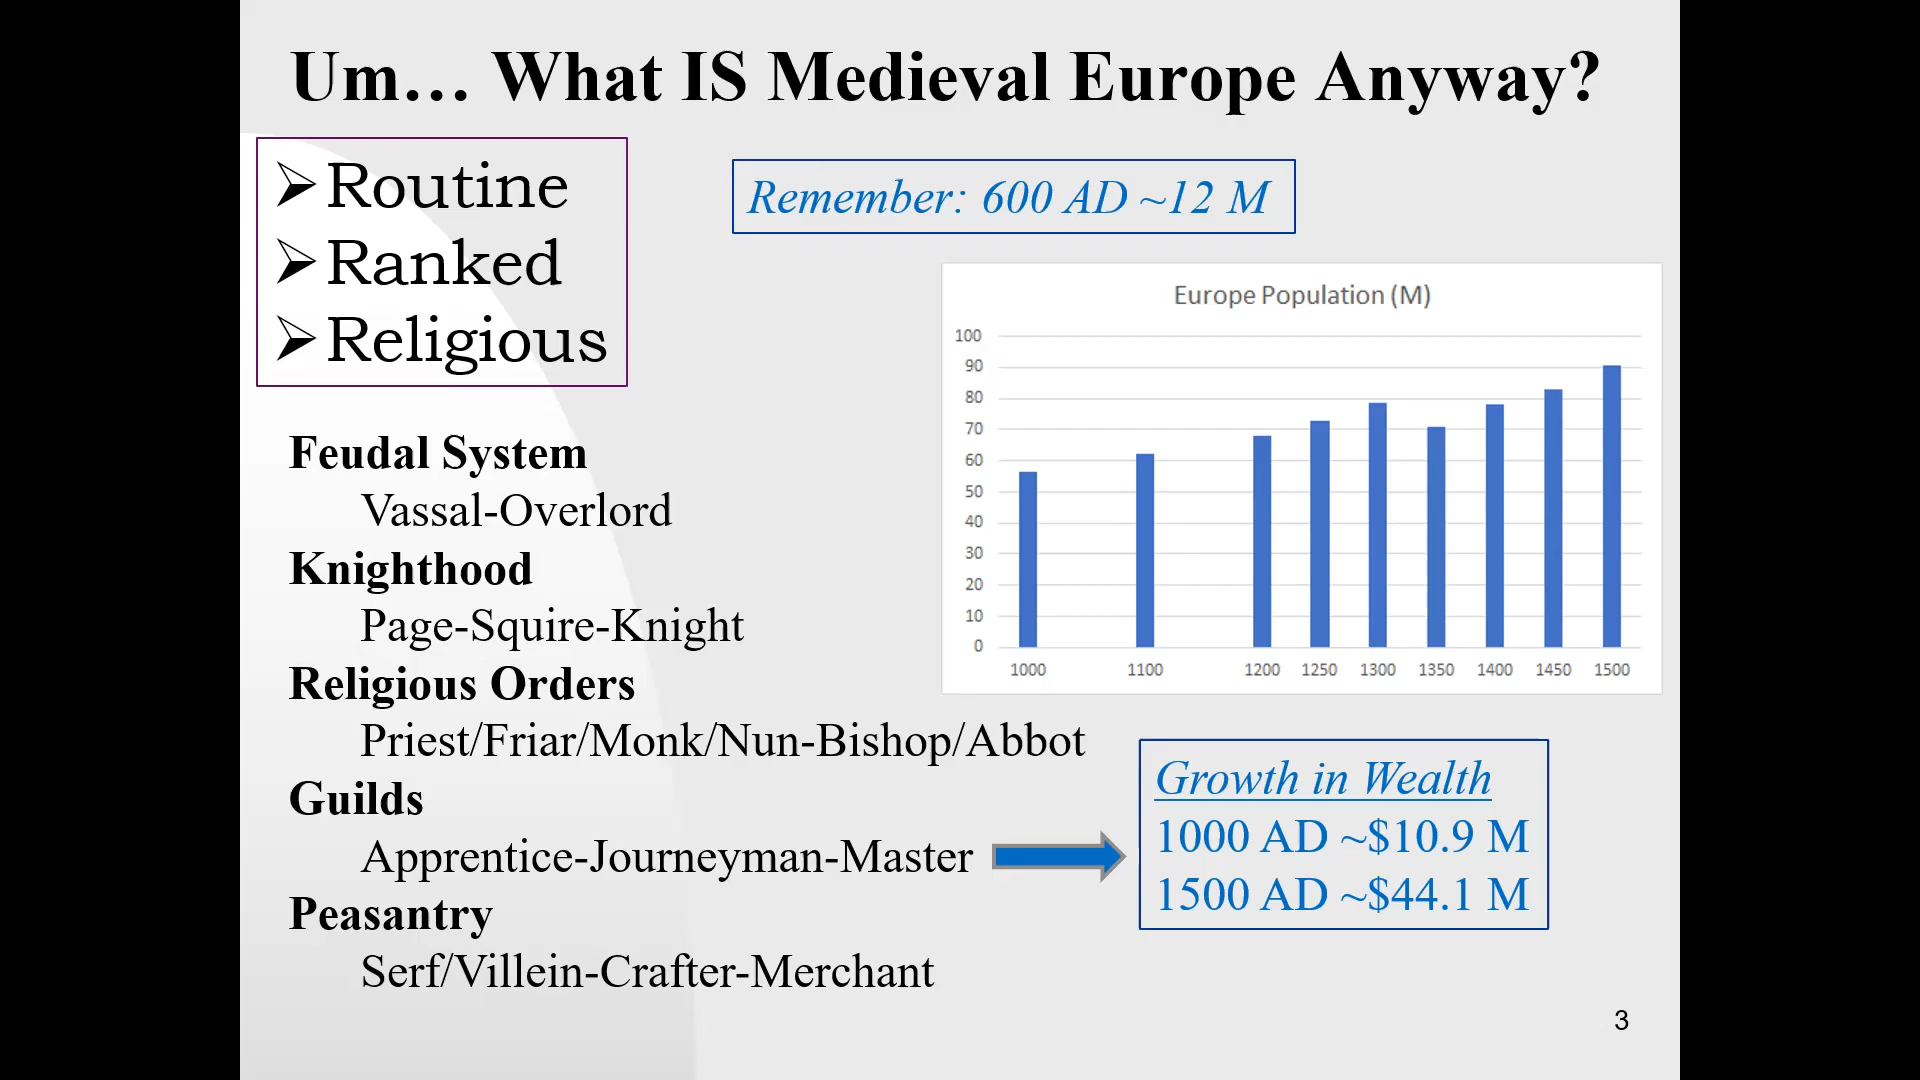 Um… What IS Medieval Europe Anyway?
➢Routine
➢Ranked
➢Religious
Remember: 600 AD ~12 M
Europe Population (M)
100
90
80
70
60
50
40
30
20
10
0
1000 1100 1200 1250 1300 1350 1400 1450 1500
Feudal System
Vassal-Overlord
Knighthood
Page-Squire-Knight
Religious Orders
Priest/Friar/Monk/Nun-Bishop/Abbot
Guilds
Apprentice-Journeyman-Master
Peasantry
Serf/Villein-Crafter-Merchant
Growth in Wealth
1000 AD ~$10.9 M
1500 AD ~$44.1 M
3